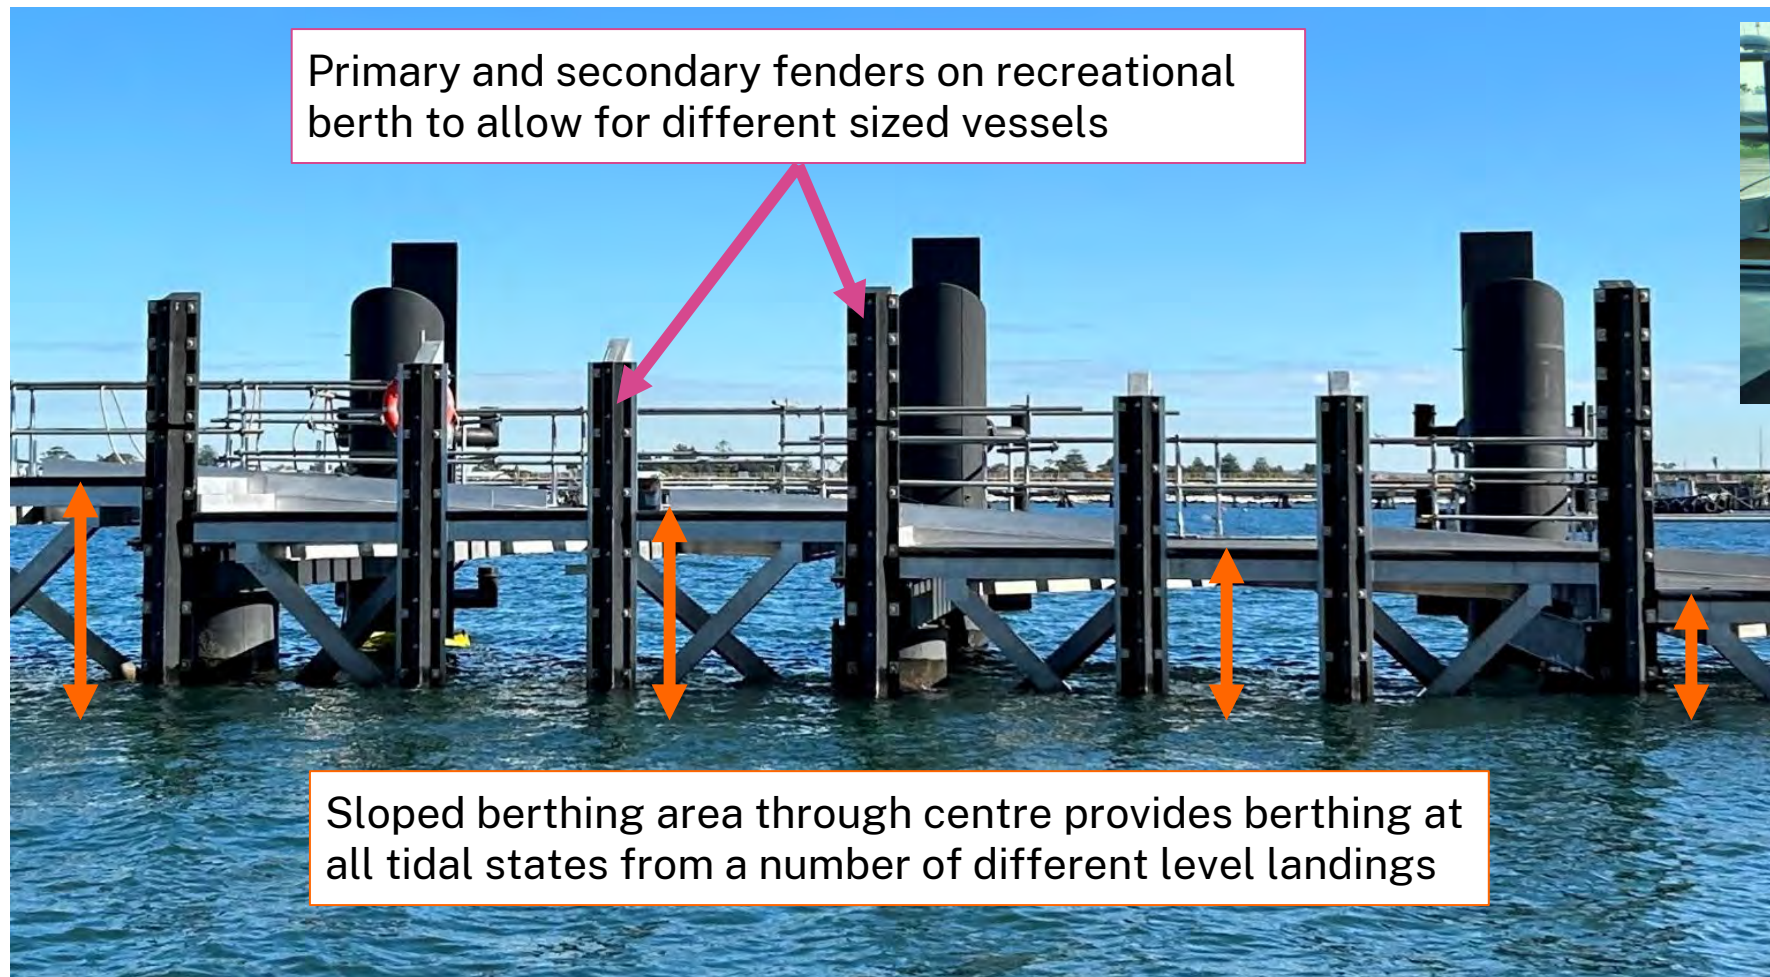 Primary and secondary fenders on recreational
berth to allow for different sized vessels
Sloped berthing area through centre provides berthing at
all tidal states from a number of different level landings